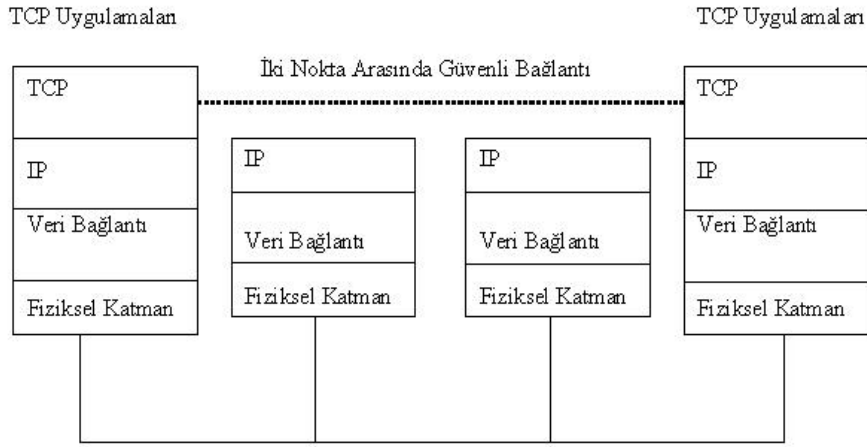 TCP Uygulamaları
TCP Uygulamaları
İki Nokta Arasında Güvenli Bağlantı
TCP
IP
Veri Bağlantı
Fiziksel Katman
IP
Veri Bağlantı
Fiziksel Katman
IP
Veri Bağlantı
Fiziksel Katman
TCP
IP
Veri Bağlantı
Fiziksel Katman